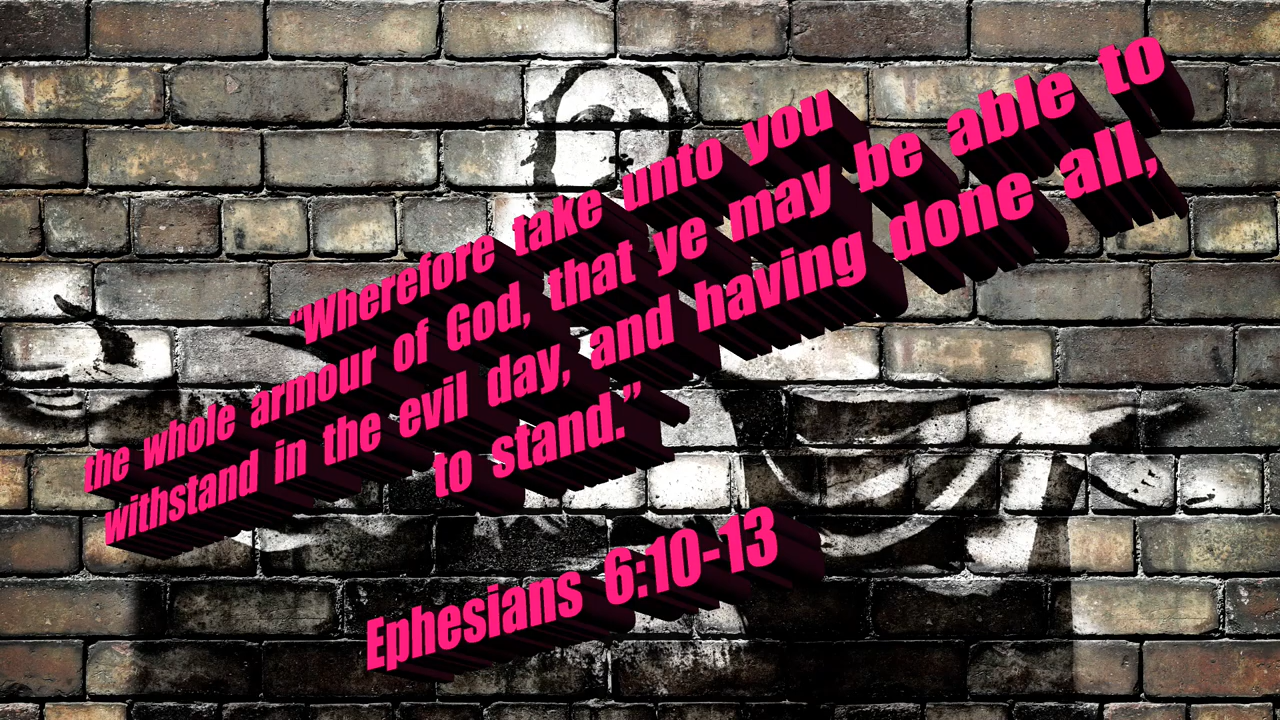 “Wherefore take unto you
the whole armour of God, that ye may be able to
withstand in the evil day, and having done all,
to stand.”
Ephesians 6:10-13